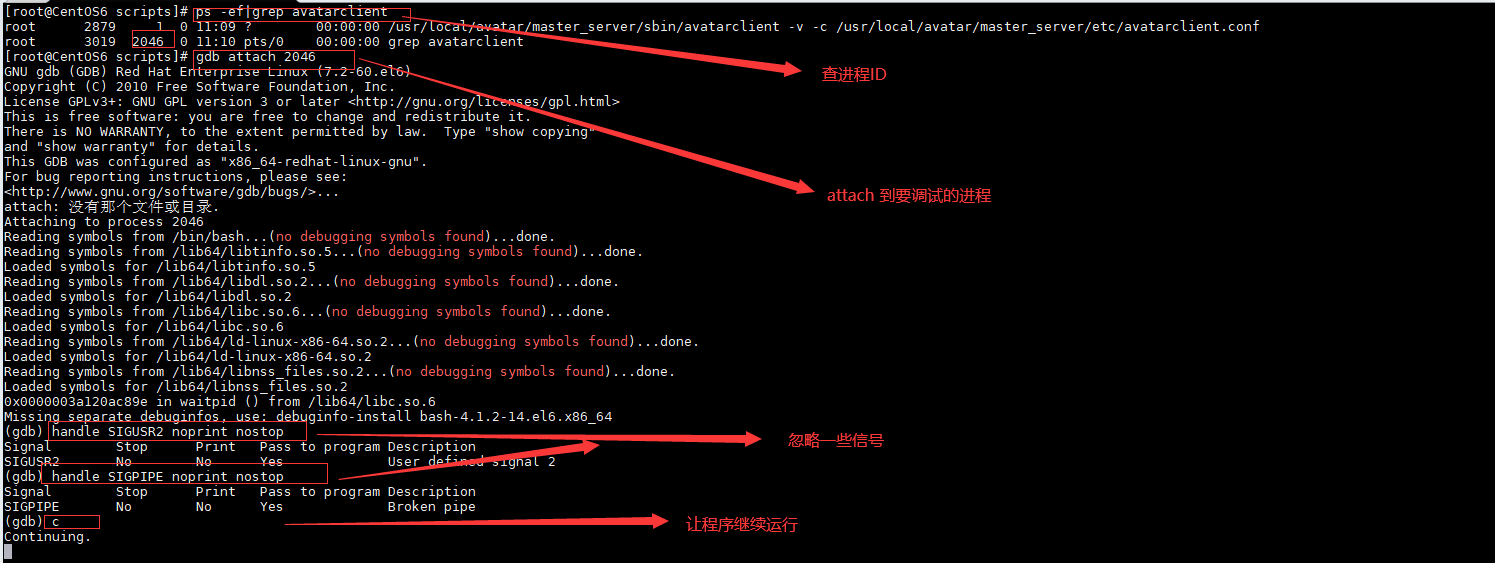 [root@CentOS6 scripts]# ps -ef|grep avatarclient
root      2879     1  0 11:09 ?        00:00:00 /usr/local/avatar/master_server/sbin/avatarclient -v -c /usr/local/avatar/master_server/etc/avatarclient.conf
root      3019  2046  0 11:10 pts/0    00:00:00 grep avatarclient
[root@CentOS6 scripts]# gdb attach 2046
查进程ID
GNU gdb (GDB) Red Hat Enterprise Linux (7.2-60.el6)
Copyright (C) 2010 Free Software Foundation, Inc.
License GPLv3+: GNU GPL version 3 or later <http://gnu.org/licenses/gpl.html>
This is free software: you are free to change and redistribute it.
There is NO WARRANTY, to the extent permitted by law.  Type "show copying"
and "show warranty" for details.
This GDB was configured as "x86_64-redhat-linux-gnu".
For bug reporting instructions, please see:
<http://www.gnu.org/software/gdb/bugs/>...
attach 到要调试的进程
attach: 没有那个文件或目录.
Attaching to process 2046
Reading symbols from /bin/bash...(no debugging symbols found)...done.
Reading symbols from /lib64/libtinfo.so.5...(no debugging symbols found)...done.
Loaded symbols for /lib64/libtinfo.so.5
Reading symbols from /lib64/libdl.so.2...(no debugging symbols found)...done.
Loaded symbols for /lib64/libdl.so.2
Reading symbols from /lib64/libc.so.6...(no debugging symbols found)...done.
Loaded symbols for /lib64/libc.so.6
Reading symbols from /lib64/ld-linux-x86-64.so.2...(no debugging symbols found)...done.
Loaded symbols for /lib64/ld-linux-x86-64.so.2
Reading symbols from /lib64/libnss_files.so.2...(no debugging symbols found)...done.
Loaded symbols for /lib64/libnss_files.so.2
0x0000003a120ac89e in waitpid () from /lib64/libc.so.6
Missing separate debuginfos, use: debuginfo-install bash-4.1.2-14.el6.x86_64
(gdb) handle SIGUSR2 noprint nostop
忽略一些信号
Signal        Stop      Print   Pass to program Description
SIGUSR2       No        No      Yes             User defined signal 2
(gdb) handle SIGPIPE noprint nostop
Signal        Stop      Print   Pass to program Description
SIGPIPE       No        No      Yes             Broken pipe
(gdb) c
让程序继续运行
Continuing.